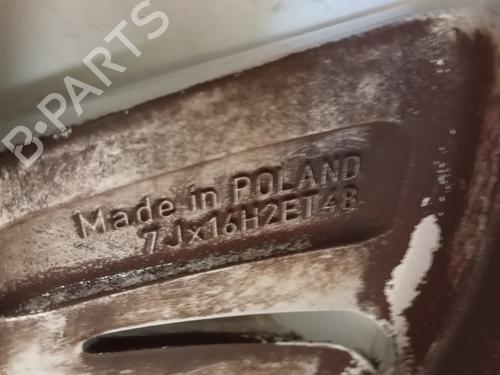 B-PARTS
Made in POLAND
7Jx16H2ET48